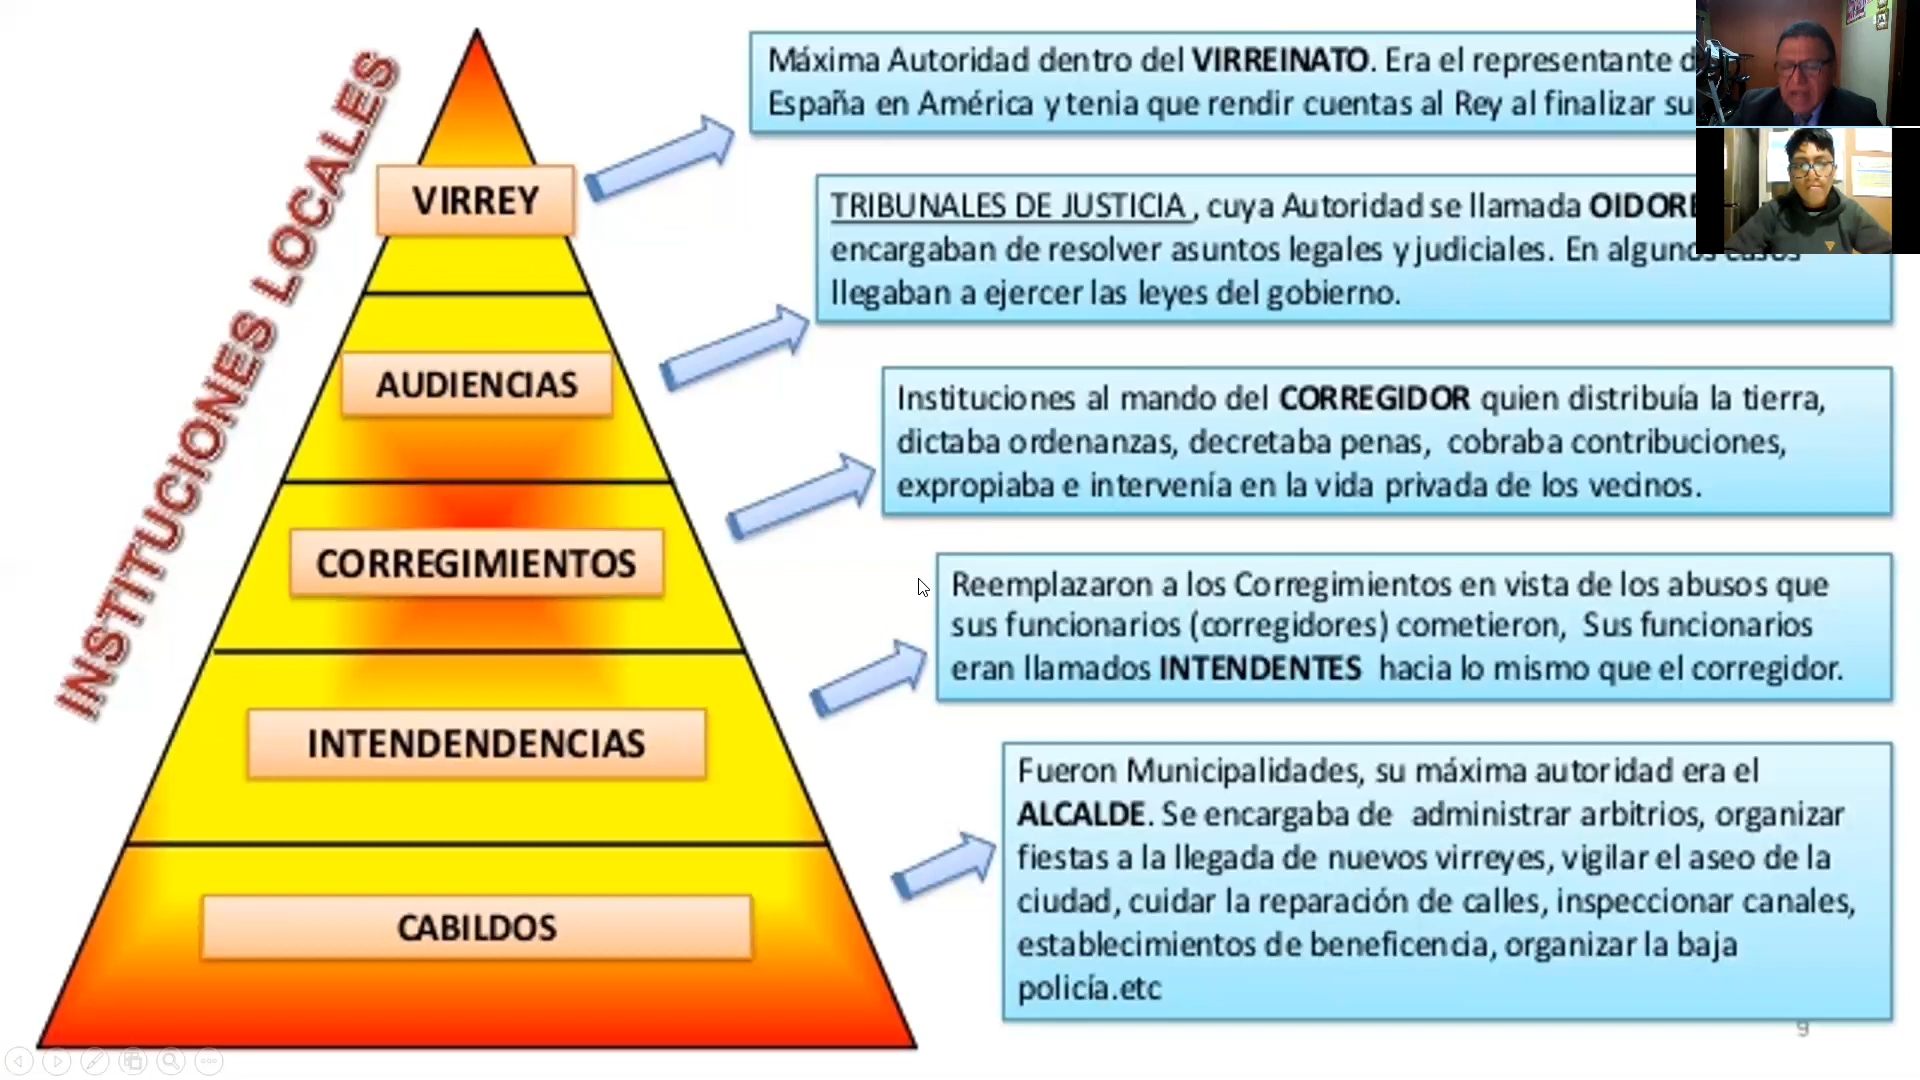 INSTITUCIONES LOCALES
VIRREY
Máxima Autoridad dentro del VIRREINATO. Era el representante
España en América y tenia que rendir cuentas al Rey al finalizar su
AUDIENCIAS
TRIBUNALES DE JUSTICIA , cuya Autoridad se llamada
encargaban de resolver asuntos legales y judiciales. En algunos casos
llegaban a ejercer las leyes del gobierno.
CORREGIMIENTOS
Instituciones al mando del CORREGIDOR quien distribuía la tierra,
dictaba ordenanzas, decretaba penas, cobraba contribuciones,
expropiaba e intervenía en la vida privada de los vecinos.
INTENDENDENCIAS
Reemplazaron a los Corregimientos en vista de los abusos que
sus funcionarios (corregidores) cometieron, Sus funcionarios
eran llamados INTENDENTES hacia lo mismo que el corregidor.
CABILDOS
Fueron Municipalidades, su máxima autoridad era el
ALCALDE. Se encargaba de administrar arbitrios, organizar
fiestas a la llegada de nuevos virreyes, vigilar el aseo de la
ciudad, cuidar la reparación de calles, inspeccionar canales,
establecimientos de beneficencia, organizar la baja
policía.etc
9